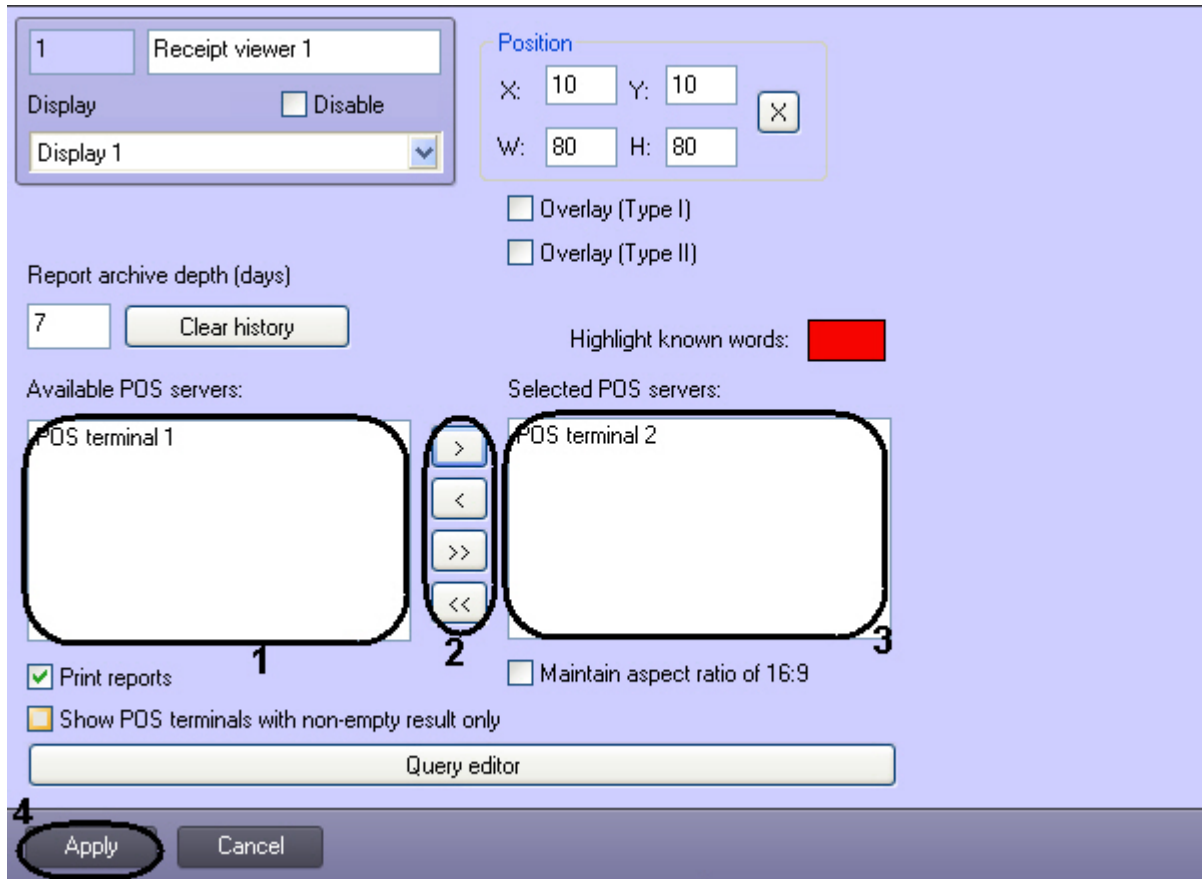 1 Receipt viewer 1
Display Disable
Display 1
Position
X: 10 Y: 10 X
W: 80 H: 80
Overlay (Type I)
Overlay (Type II)
Report archive depth (days)
7 Clear history
Highlight known words:
Available POS servers:
Selected POS servers:
POS terminal 1
>
<
>>
<<
POS terminal 2
1
2
3
Print reports
Maintain aspect ratio of 16:9
Show POS terminals with non-empty result only
Query editor
4
Apply Cancel